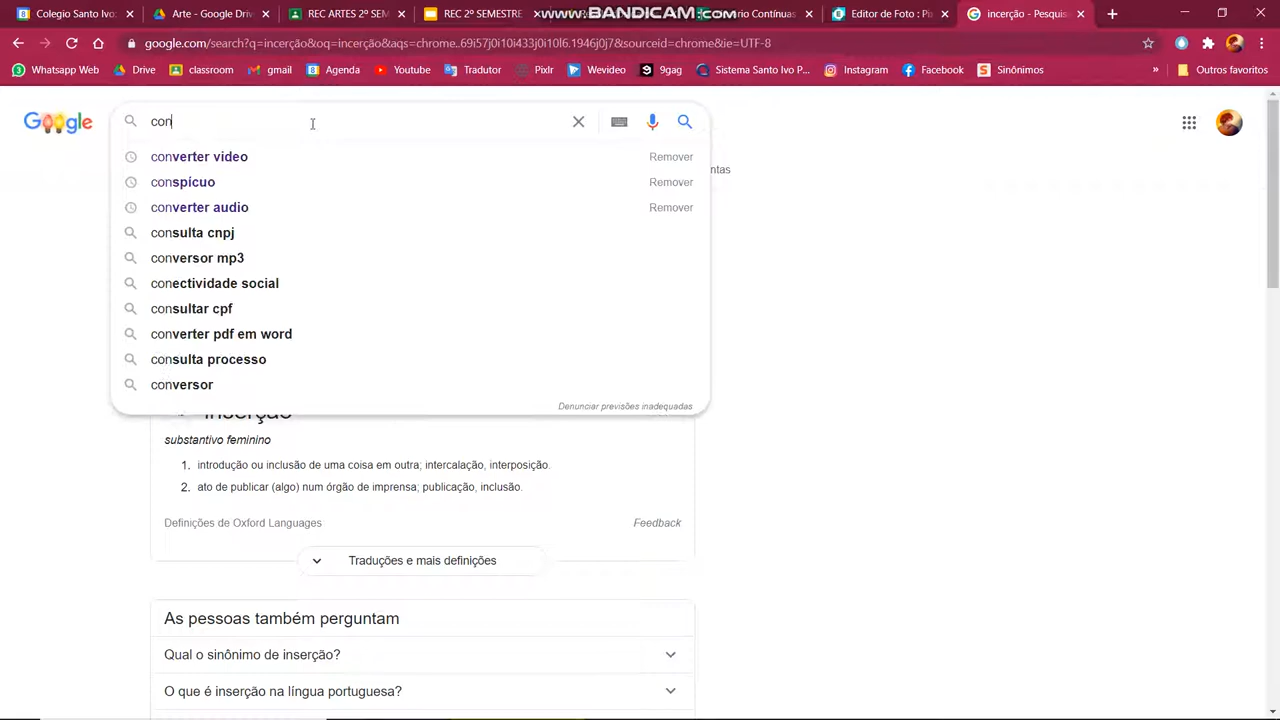 Colegio Santo Ivo:
Arte - Google Driv
REC ARTES 2º SEM
REC 2º SEMESTRE
rio Contínuas
Editor de Foto : Pi
incerção - Pesquis
WWW.BANDICAM.COM
google.com/search?q=incerção&oq=incerção&aqs=chrome..69i57j0i10i433j0i10l6.1946j0j7&sourceid=chrome&ie=UTF-8
Whatsapp Web
Drive
classroom
gmail
Agenda
Youtube
Tradutor
Pixlr
Wevideo
9gag
Sistema Santo Ivo P...
Instagram
Facebook
Sinônimos
»
Outros favoritos
Google
con
ntas
converter video
Remover
conspícuo
Remover
converter audio
Remover
consulta cnpj
conversor mp3
conectividade social
consultar cpf
converter pdf em word
consulta processo
conversor
Denunciar previsões inadequadas
inserção
substantivo feminino
1. introdução ou inclusão de uma coisa em outra; intercalação, interposição.
2. ato de publicar (algo) num órgão de imprensa; publicação, inclusão.
Definições de Oxford Languages
Feedback
Traduções e mais definições
As pessoas também perguntam
Qual o sinônimo de inserção?
O que é inserção na língua portuguesa?